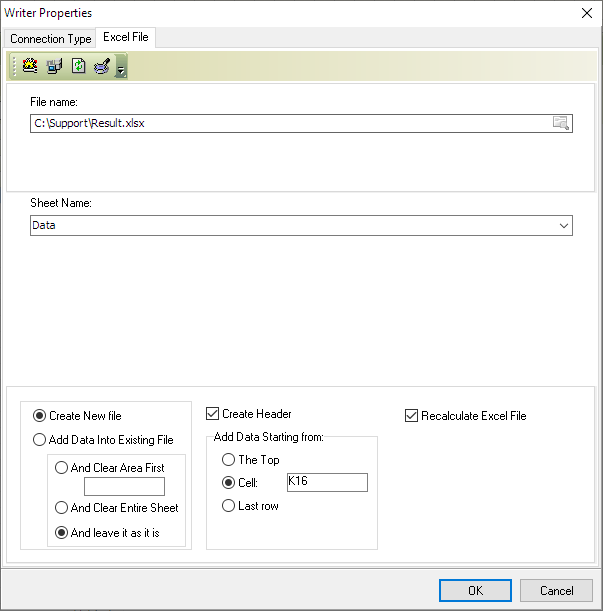 Writer Properties
Connection Type
Excel File
File name:
C:\Support\Result.xlsx
Sheet Name:
Data
Create New file
Add Data Into Existing File
And Clear Area First
And Clear Entire Sheet
And leave it as it is
Create Header
Add Data Starting from:
The Top
Cell:
K16
Last row
Recalculate Excel File
OK
Cancel